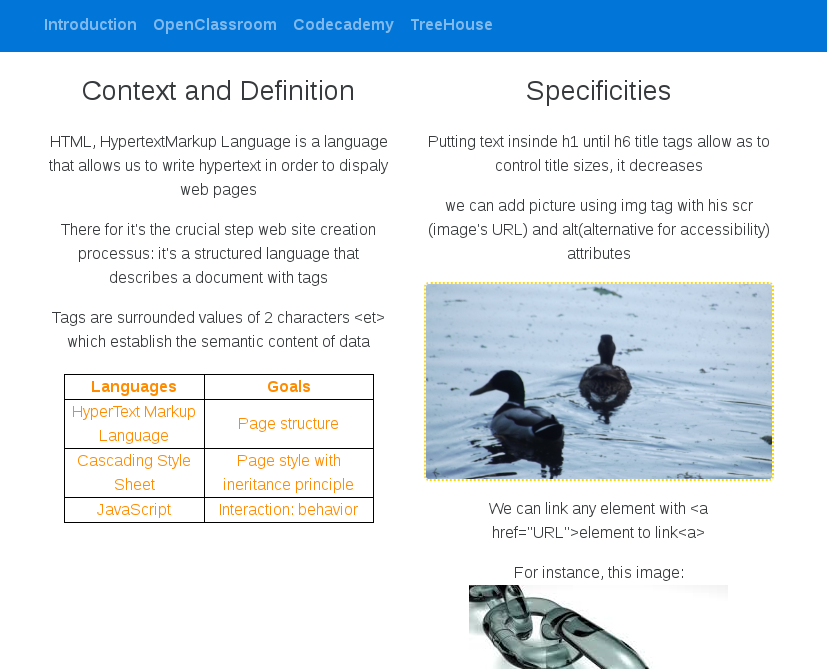 Introduction OpenClassroom Codecademy TreeHouse
Context and Definition
HTML, HypertextMarkup Language is a language
that allows us to write hypertext in order to dispaly
web pages
There for it's the crucial step web site creation
processus: it's a structured language that
describes a document with tags
Tags are surrounded values of 2 characters <et>
which establish the semantic content of data
Languages Goals
HyperText Markup
Language
Page structure
Cascading Style
Sheet
Page style with
ineritance principle
JavaScript Interaction: behavior
Specificities
Putting text insinde h1 until h6 title tags allow as to
control title sizes, it decreases
we can add picture using img tag with his scr
(image's URL) and alt(alternative for accessibility)
attributes
We can link any element with <a
href="URL">element to link<a>
For instance, this image: